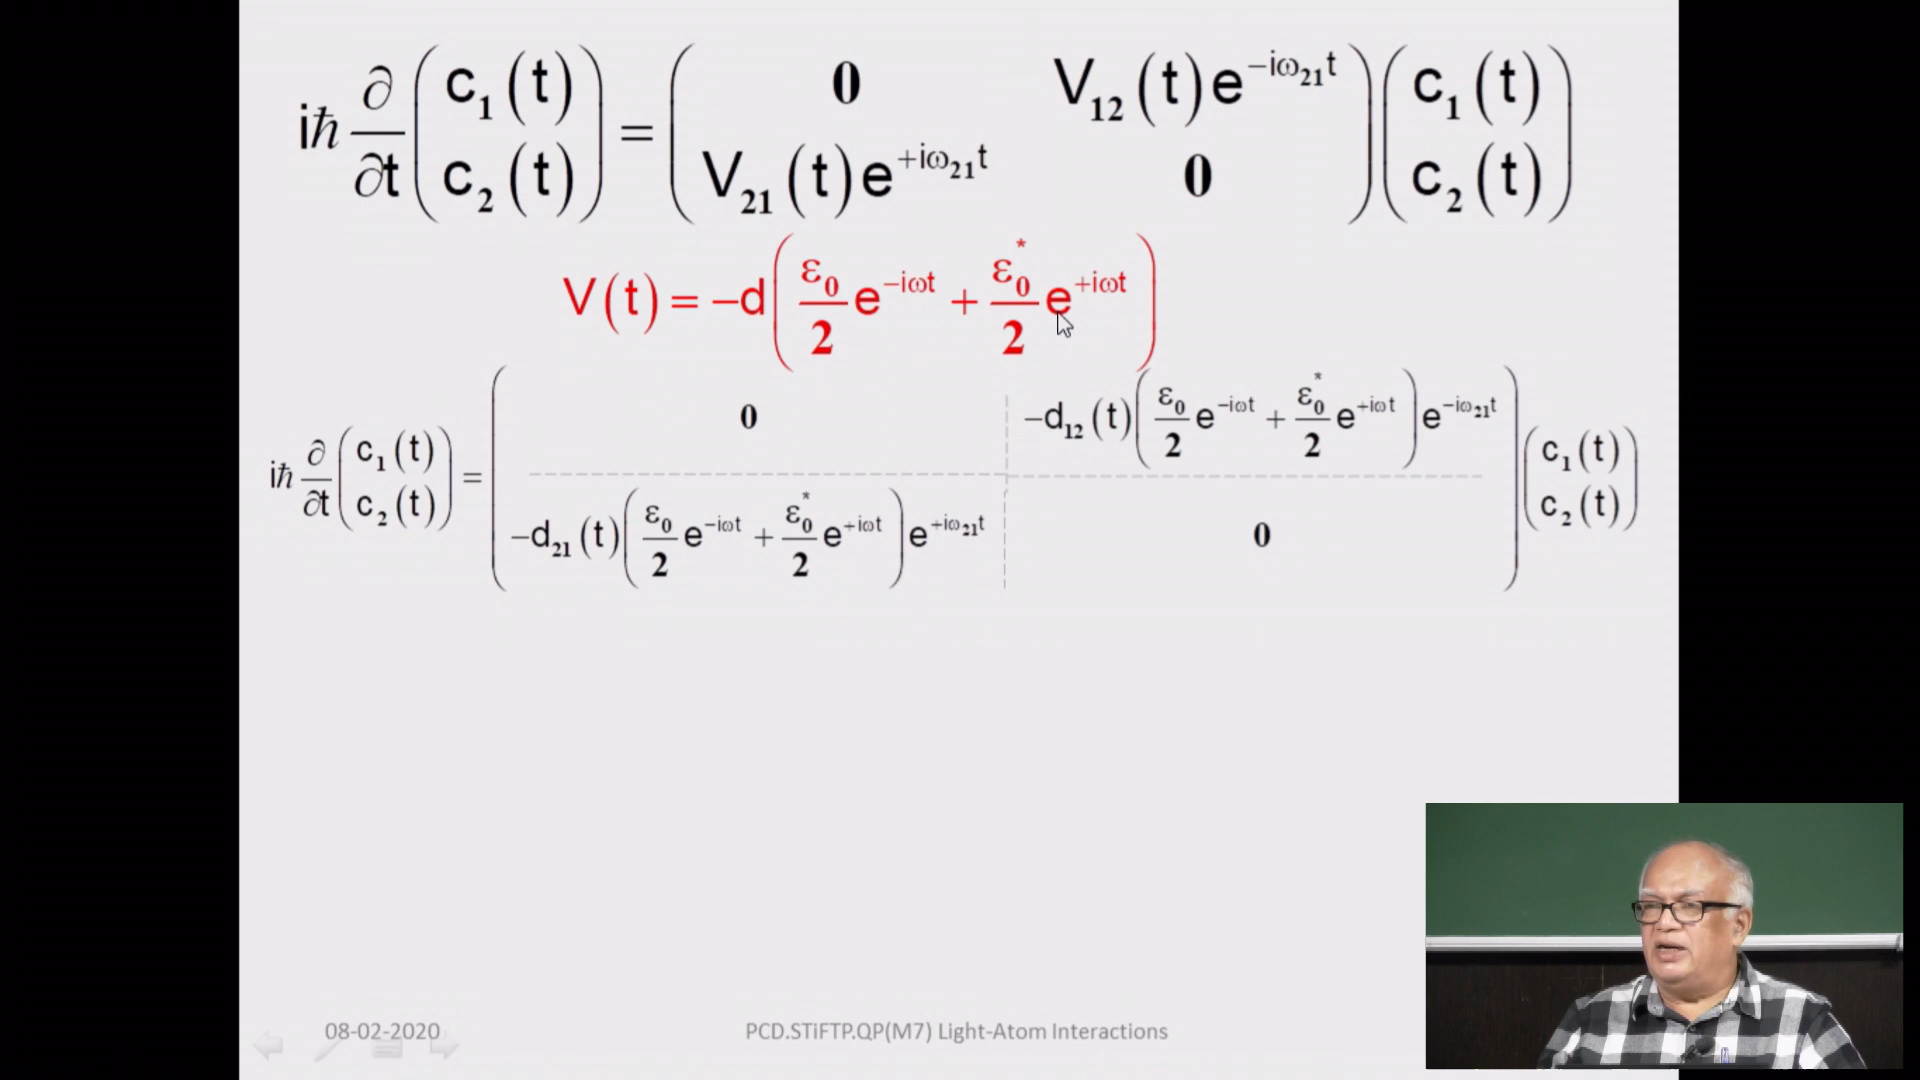 iħ ∂/∂t (c₁(t) c₂(t)) = (0 V₁₂(t)e^(−iω₂₁t) V₂₁(t)e^(+iω₂₁t) 0)(c₁(t) c₂(t))
V(t) = −d(ε₀/2 e^(−iωt) + ε₀*/2 e^(+iωt))
iħ ∂/∂t (c₁(t) c₂(t)) = (0 −d₁₂(t)(ε₀/2 e^(−iωt) + ε₀*/2 e^(+iωt))e^(−iω₂₁t) −d₂₁(t)(ε₀/2 e^(−iωt) + ε₀*/2 e^(+iωt))e^(+iω₂₁t) 0)(c₁(t) c₂(t))
08-02-2020 PCD.STiFTP.QP(M7) Light-Atom Interactions